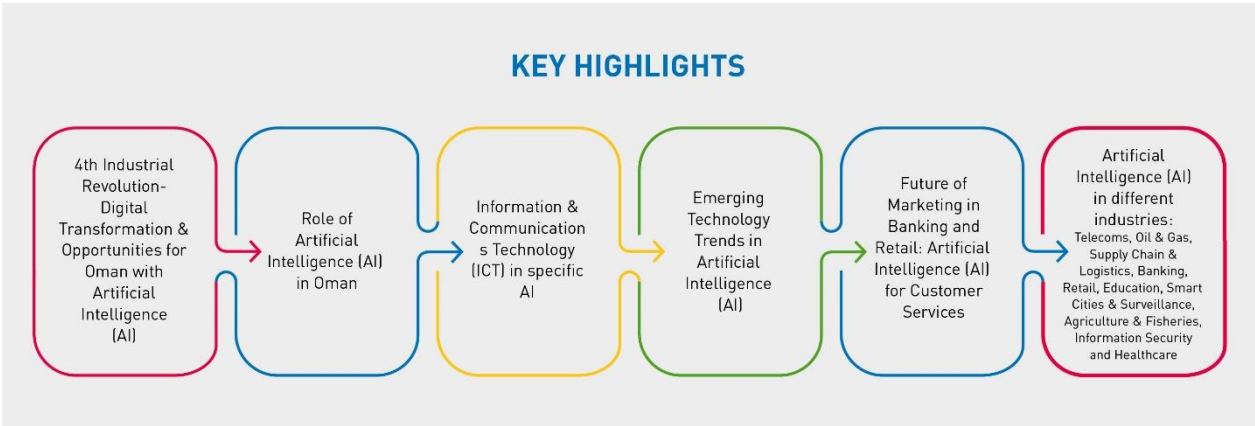 KEY HIGHLIGHTS
4th Industrial
Revolution-
Digital
Transformation &
Opportunities for
Oman with
Artificial
Intelligence
(AI)
Role of
Artificial
Intelligence (AI)
in Oman
Information &
Communication
s Technology
(ICT) in specific
AI
Emerging
Technology
Trends in
Artificial
Intelligence
(AI)
Future of
Marketing in
Banking and
Retail: Artificial
Intelligence (AI)
for Customer
Services
Artificial
Intelligence (AI)
in different
industries:
Telecoms, Oil & Gas,
Supply Chain &
Logistics, Banking,
Retail, Education, Smart
Cities & Surveillance,
Agriculture & Fisheries,
Information Security
and Healthcare